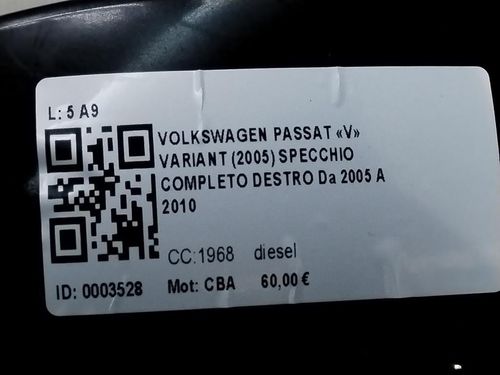 L: 5 A9
VOLKSWAGEN PASSAT «V»
VARIANT (2005) SPECCHIO
COMPLETO DESTRO Da 2005 A
2010
CC:1968 diesel
ID: 0003528 Mot: CBA 60,00 €